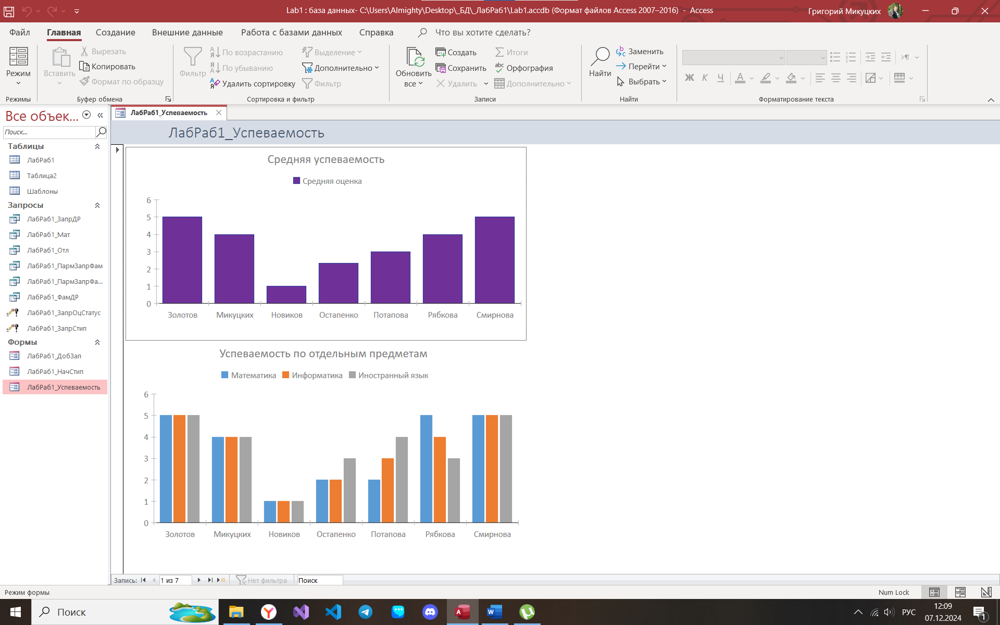 Lab1 : база данных- C:\Users\Almighty\Desktop\_БД\_ЛабРаб1\Lab1.accdb (Формат файлов Access 2007–2016) - Access
Григорий Микуцких
Файл Главная Создание Внешние данные Работа с базами данных Справка Что вы хотите сделать?
Режим
Режимы
Вставить
Вырезать
Копировать
Формат по образцу
Буфер обмена
Фильтр
По возрастанию
По убыванию
Удалить сортировку
Выделение
Дополнительно
Фильтр
Сортировка и фильтр
Обновить
все
Создать
Сохранить
Удалить
Итоги
Орфография
Дополнительно
Записи
Найти
Заменить
Перейти
Выбрать
Найти
Ж К Ч А
Форматирование текста
Все объек...
Поиск...
Таблицы
ЛабРаб1
Таблица2
Шаблоны
Запросы
ЛабРаб1_ЗапрДР
ЛабРаб1_Мат
ЛабРаб1_Отл
ЛабРаб1_ПармЗапрФам
ЛабРаб1_ПармЗапрФа...
ЛабРаб1_ФамДР
ЛабРаб1_ЗапрОцСтатус
ЛабРаб1_ЗапрСтип
Формы
ЛабРаб1_ДобЗап
ЛабРаб1_НачСтип
ЛабРаб1_Успеваемость
ЛабРаб1_Успеваемость
ЛабРаб1_Успеваемость
Средняя успеваемость
Средняя оценка
6
5
4
3
2
1
0
Золотов Микуцких Новиков Остапенко Потапова Рябкова Смирнова
Успеваемость по отдельным предметам
Математика Информатика Иностранный язык
6
5
4
3
2
1
0
Золотов Микуцких Новиков Остапенко Потапова Рябкова Смирнова
Запись: 1 из 7 Нет фильтра Поиск
Режим формы
Num Lock
Поиск
РУС
12:09
07.12.2024
1